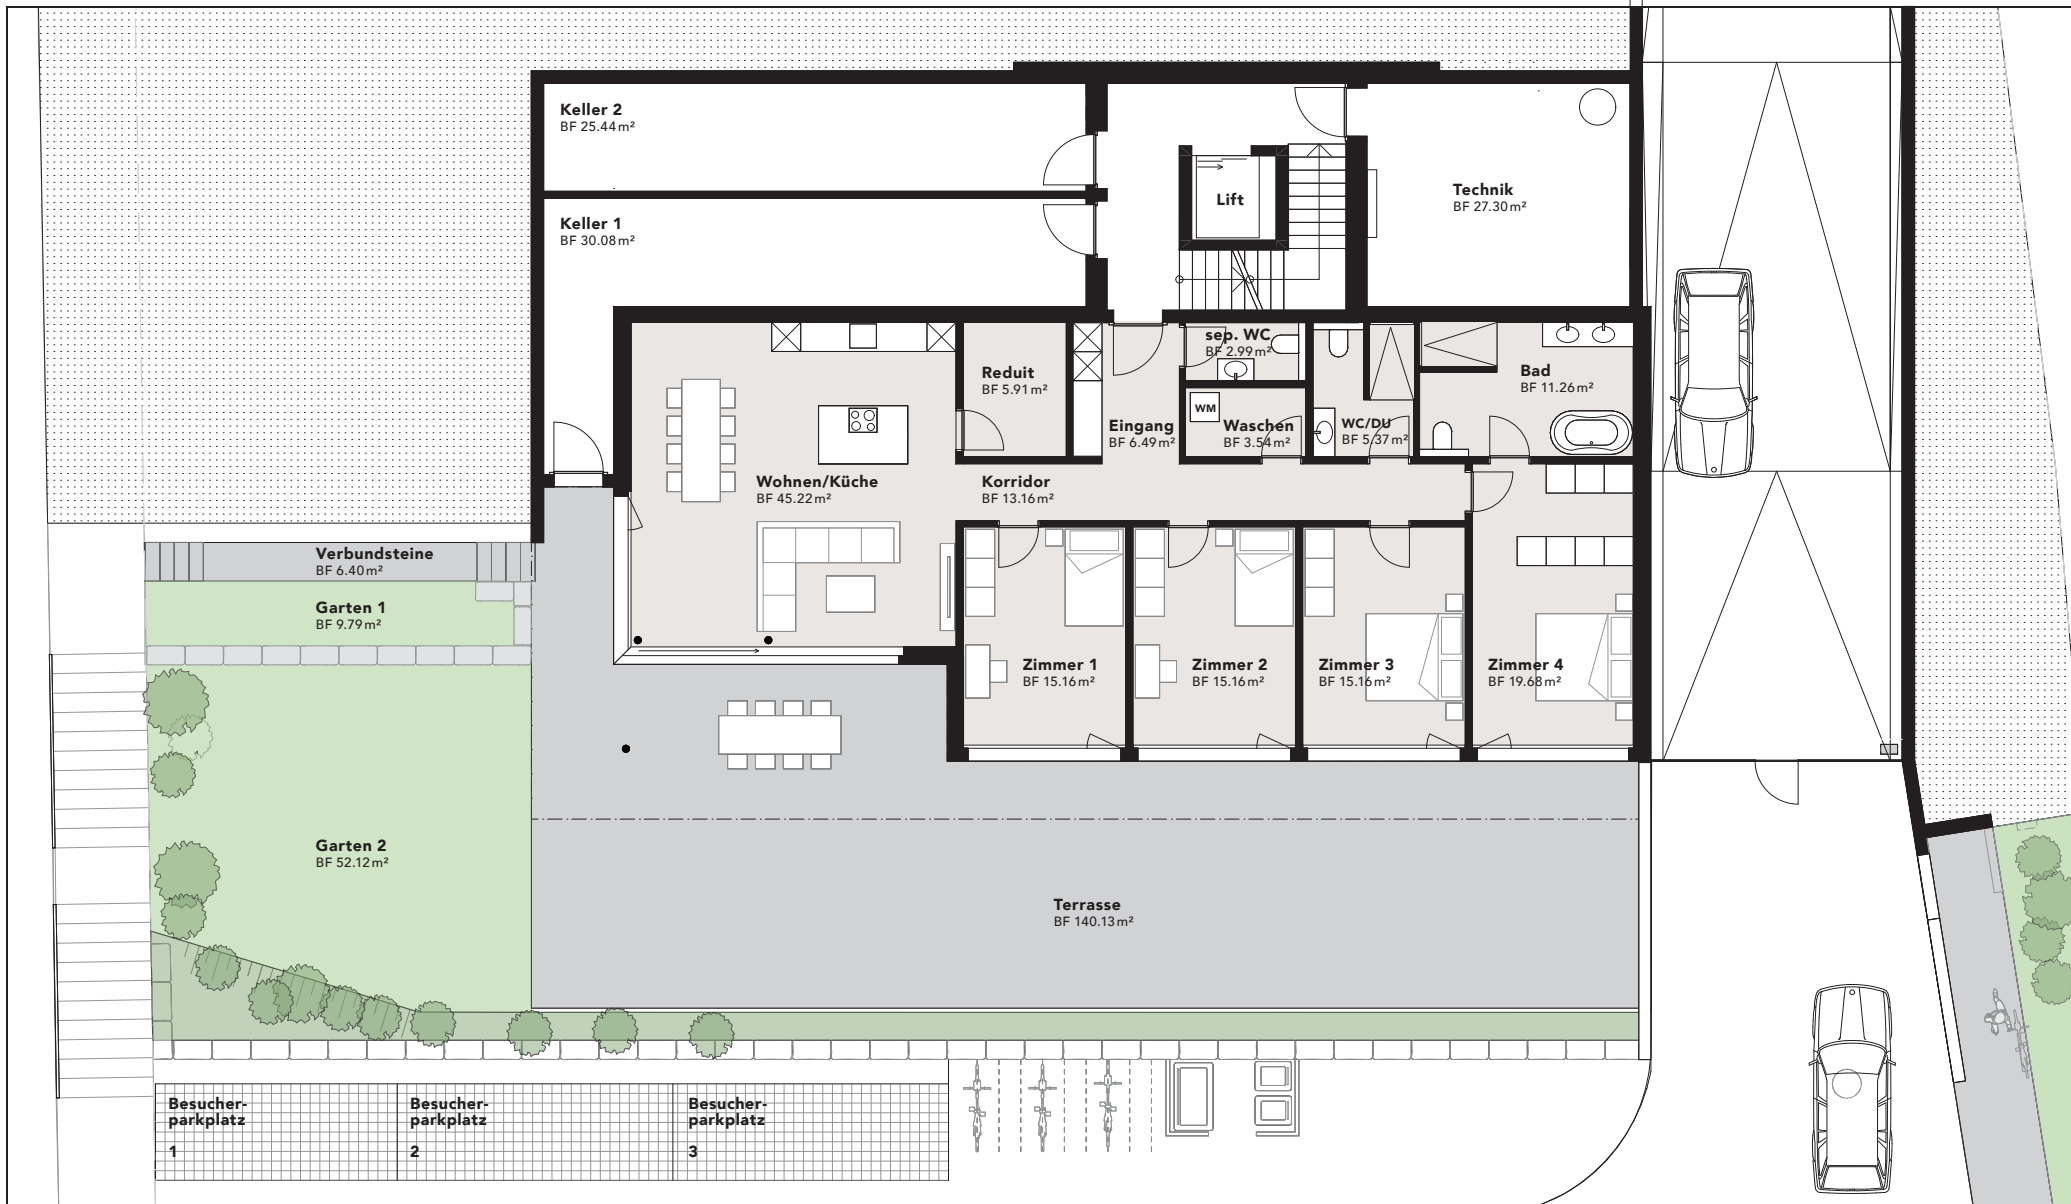 Keller 2
BF 25.44 m²
Keller 1
BF 30.08 m²
Lift
Technik
BF 27.30 m²
sep. WC
BF 2.99 m²
Reduit
BF 5.91 m²
Bad
BF 11.26 m²
WM
Eingang
BF 6.49 m²
Waschen
BF 3.54 m²
WC/DU
BF 5.37 m²
Wohnen/Küche
BF 45.22 m²
Korridor
BF 13.16 m²
Verbundsteine
BF 6.40 m²
Garten 1
BF 9.79 m²
Zimmer 1
BF 15.16 m²
Zimmer 2
BF 15.16 m²
Zimmer 3
BF 15.16 m²
Zimmer 4
BF 19.68 m²
Garten 2
BF 52.12 m²
Terrasse
BF 140.13 m²
Besucher-
parkplatz
1
Besucher-
parkplatz
2
Besucher-
parkplatz
3